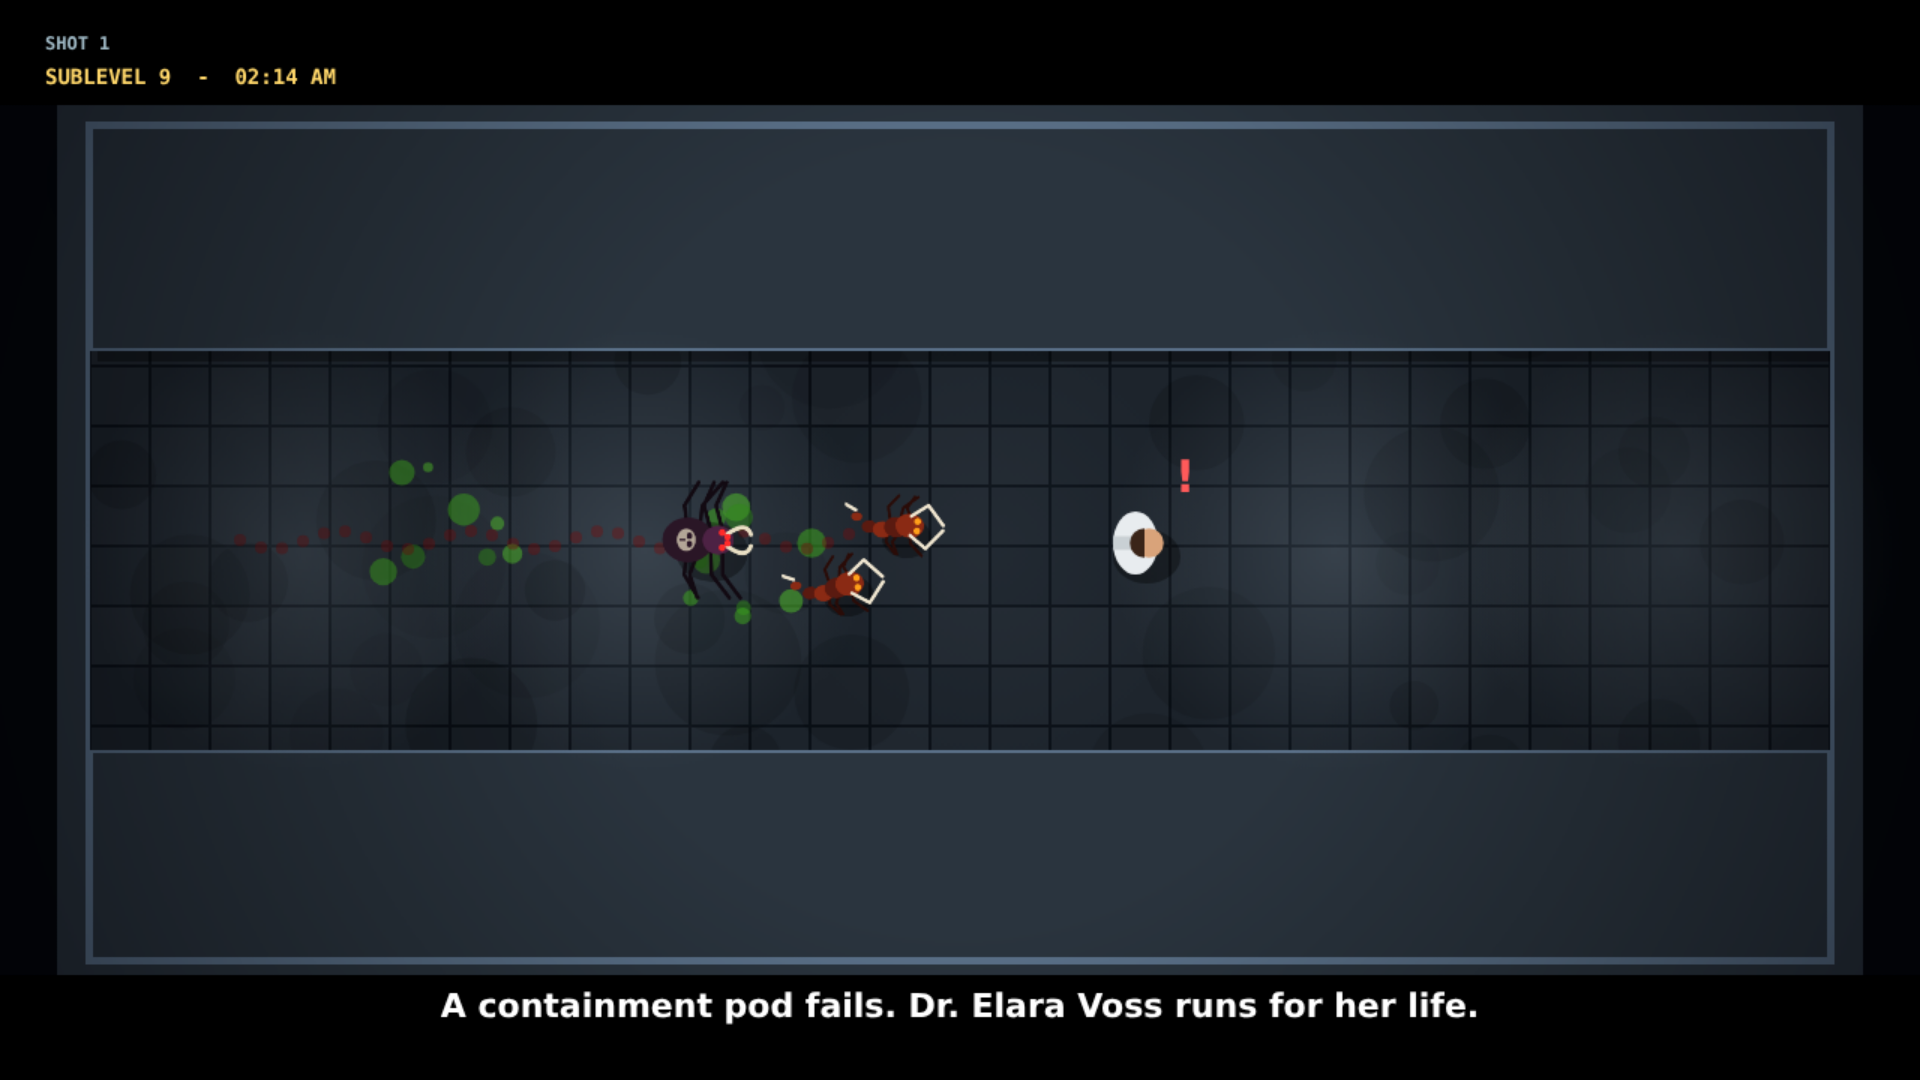 SHOT 1
SUBLEVEL 9 - 02:14 AM
!
A containment pod fails. Dr. Elara Voss runs for her life.